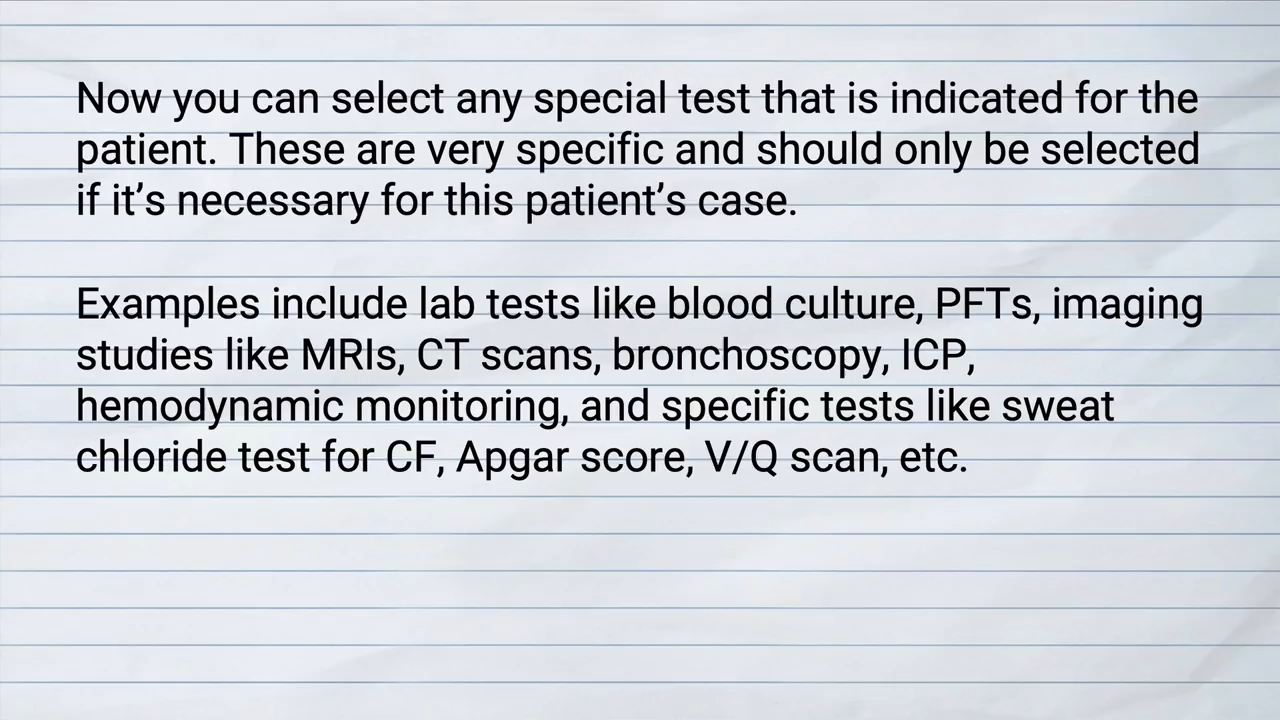 Now you can select any special test that is indicated for the
patient. These are very specific and should only be selected
if it’s necessary for this patient’s case.
Examples include lab tests like blood culture, PFTs, imaging
studies like MRIs, CT scans, bronchoscopy, ICP,
hemodynamic monitoring, and specific tests like sweat
chloride test for CF, Apgar score, V/Q scan, etc.